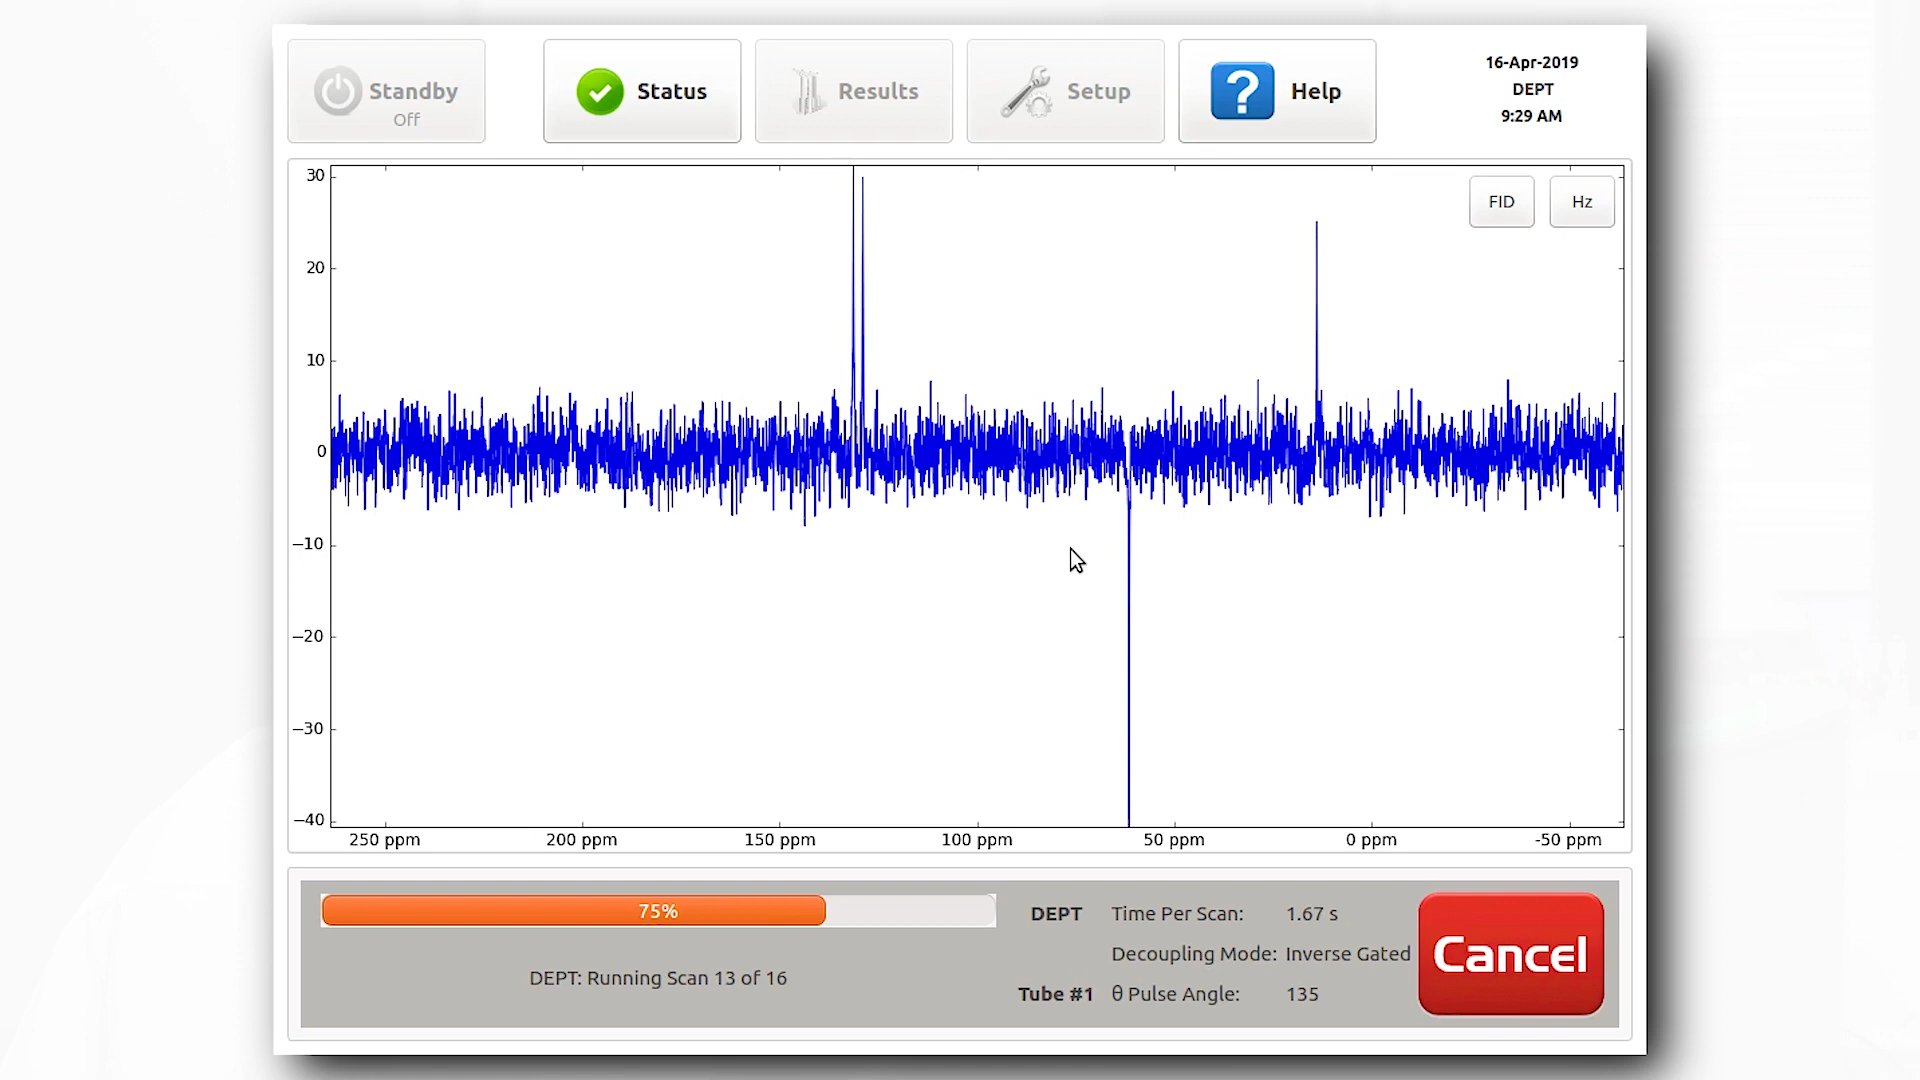 Standby
Off
Status
Results
Setup
Help
16-Apr-2019
DEPT
9:29 AM
FID
Hz
30
20
10
0
−10
−20
−30
−40
250 ppm
200 ppm
150 ppm
100 ppm
50 ppm
0 ppm
-50 ppm
75%
DEPT: Running Scan 13 of 16
DEPT Time Per Scan: 1.67 s
Decoupling Mode: Inverse Gated
Tube #1 θ Pulse Angle: 135
Cancel